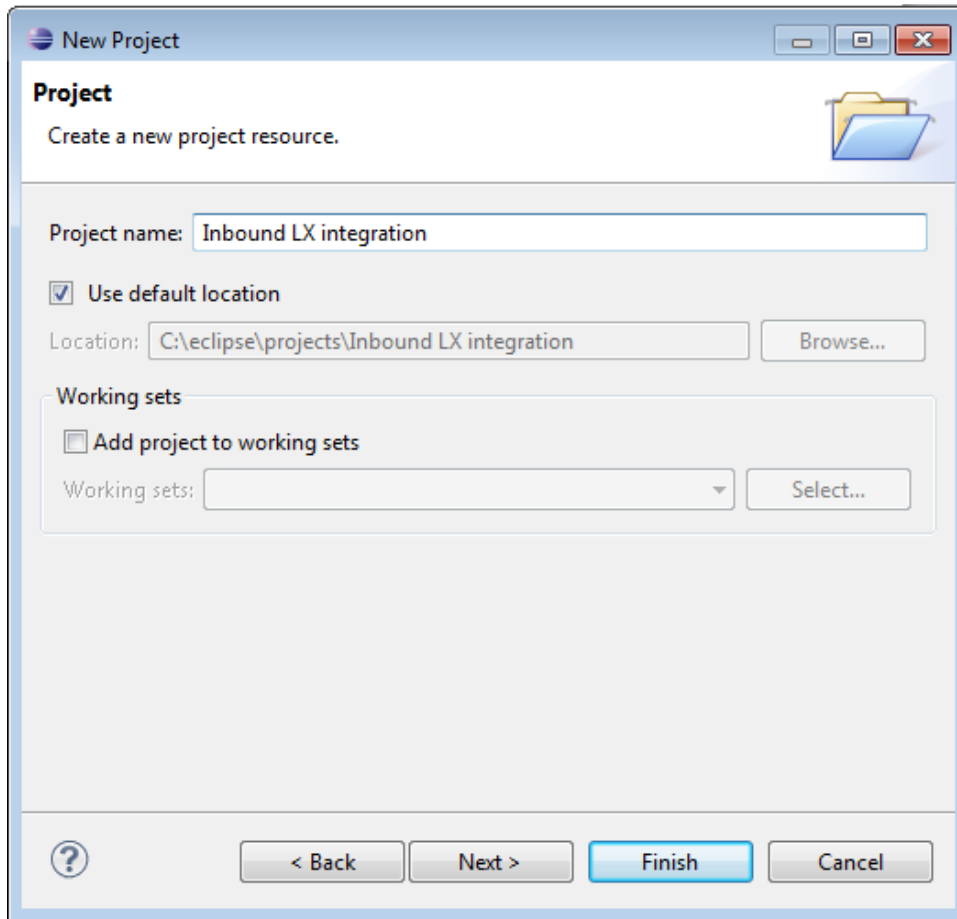 New Project
Project
Create a new project resource.
Project name: Inbound LX integration
Use default location
Location: C:\eclipse\projects\Inbound LX integration Browse...
Working sets
Add project to working sets
Working sets: Select...
? < Back Next > Finish Cancel